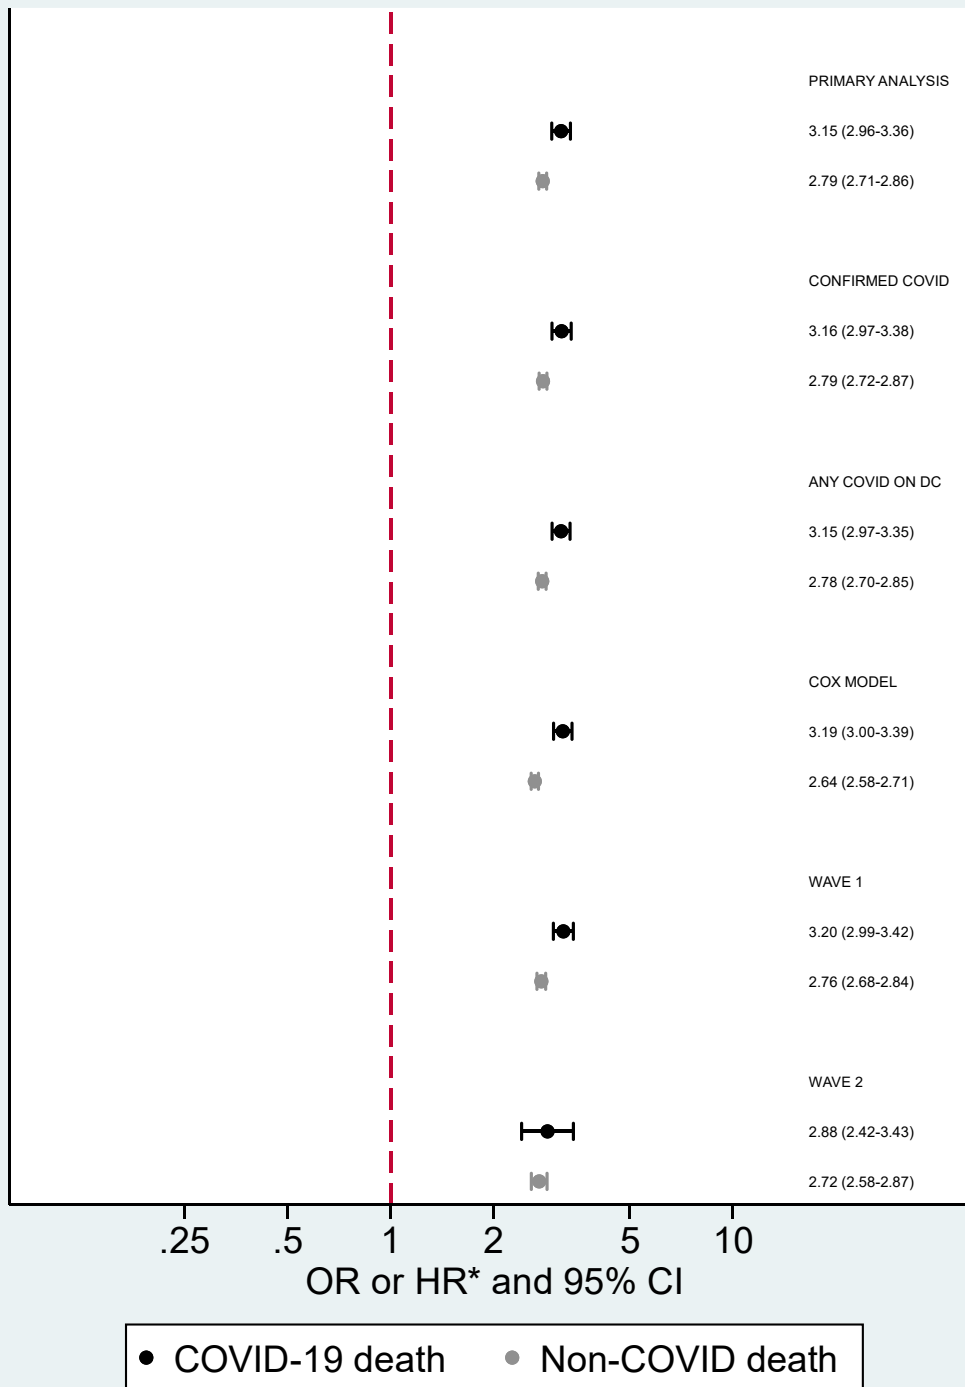 PRIMARY ANALYSIS
3.15 (2.96-3.36)
2.79 (2.71-2.86)
CONFIRMED COVID
3.16 (2.97-3.38)
2.79 (2.72-2.87)
ANY COVID ON DC
3.15 (2.97-3.35)
2.78 (2.70-2.85)
COX MODEL
3.19 (3.00-3.39)
2.64 (2.58-2.71)
WAVE 1
3.20 (2.99-3.42)
2.76 (2.68-2.84)
WAVE 2
2.88 (2.42-3.43)
2.72 (2.58-2.87)
.25 .5 1 2 5 10
OR or HR* and 95% CI
COVID-19 death Non-COVID death